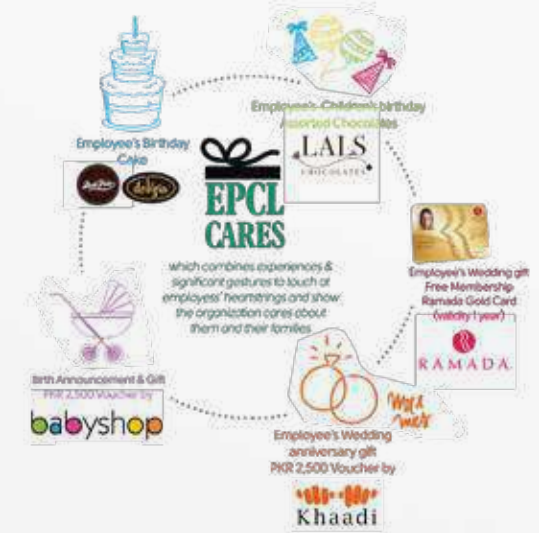 Employee's Birthday
Cake
delizia
Employee's Children's birthday
Assorted Chocolates
LALS
CHOCOLATES
EPCL
CARES
which combines experiences &
significant gestures to touch at
employees' heartstrings and show
the organization cares about
them and their families
Employee's Wedding gift
Free Membership
Ramada Gold Card
(validity 1 year)
RAMADA
Birth Announcement & Gift
PKR 2,500 Voucher by
babyshop
Mr & Mrs
Employee's Wedding
anniversary gift
PKR 2,500 Voucher by
Khaadi